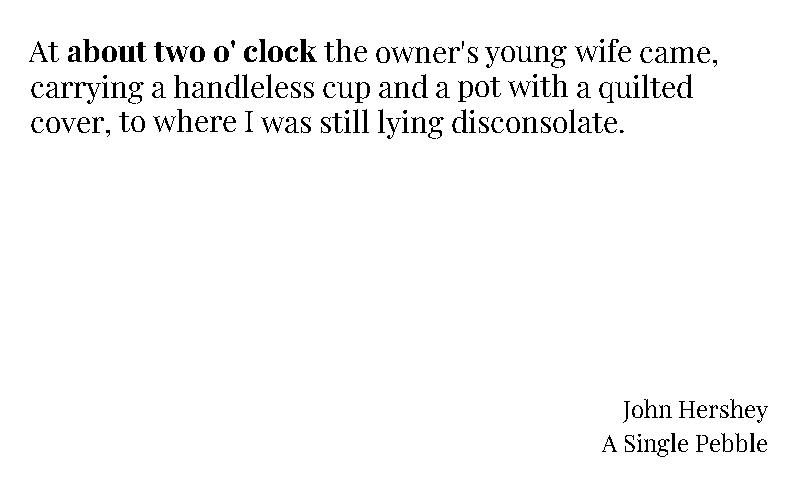 At about two o' clock the owner's young wife came,
carrying a handleless cup and a pot with a quilted
cover, to where I was still lying disconsolate.
John Hershey
A Single Pebble